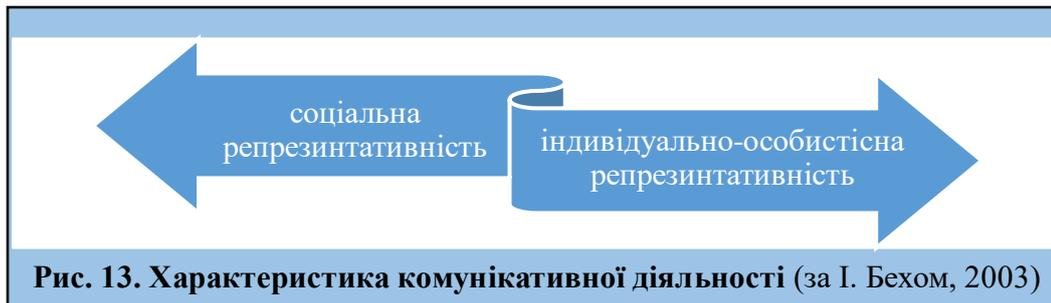 соціальна
репрезинтативність
індивідуально-особистісна
репрезинтативність
Рис. 13. Характеристика комунікативної діяльності (за І. Бехом, 2003)